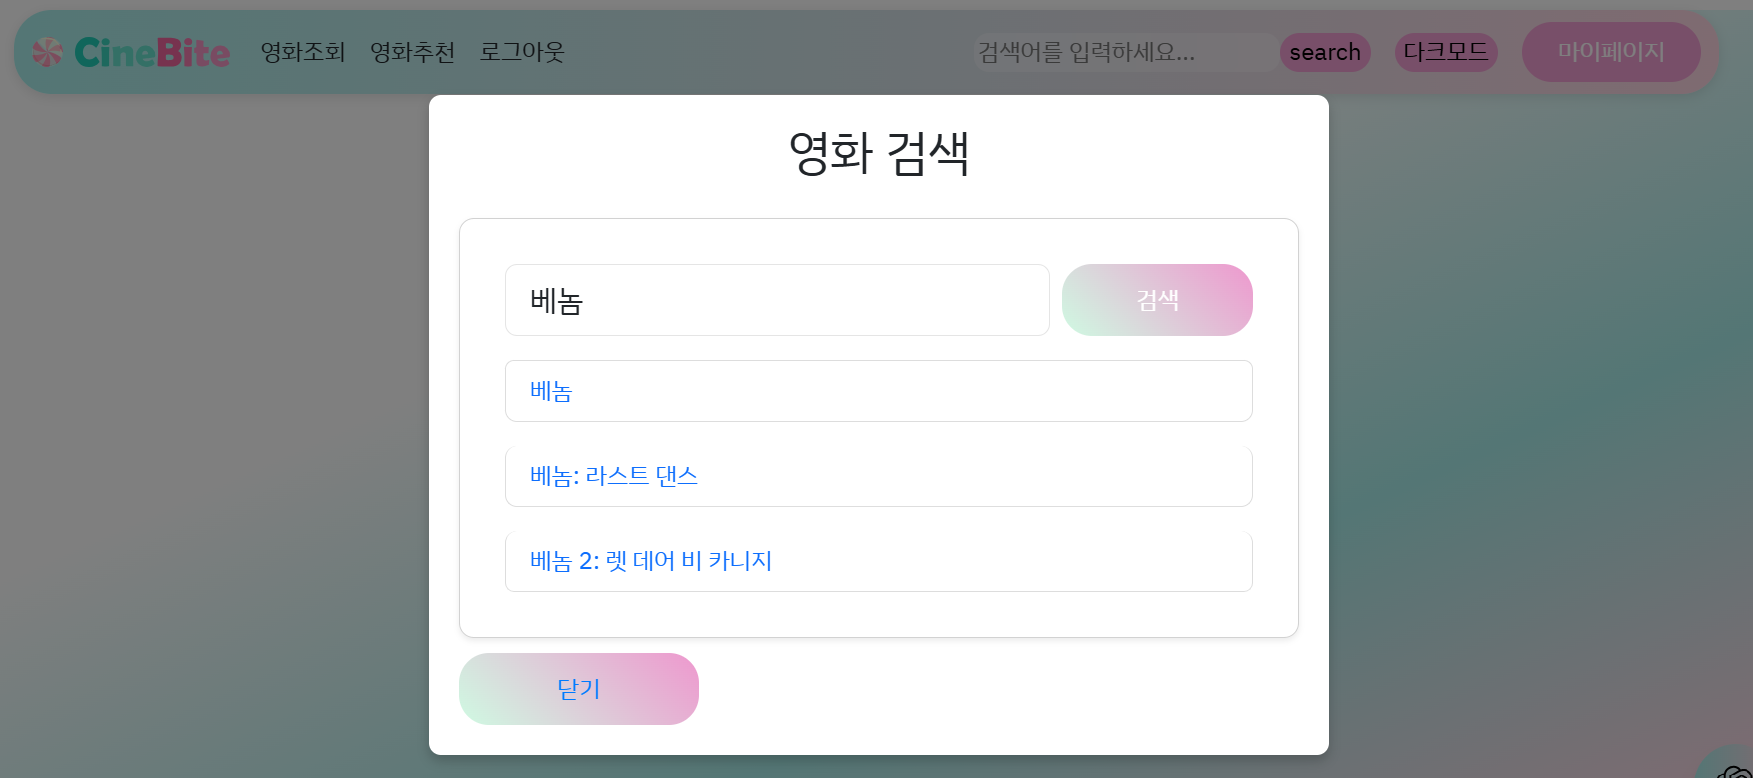 CineBite 영화조회 영화추천 로그아웃 검색어를 입력하세요... search 다크모드 마이페이지
영화 검색
베놈 검색
베놈
베놈: 라스트 댄스
베놈 2: 렛 데어 비 카니지
닫기